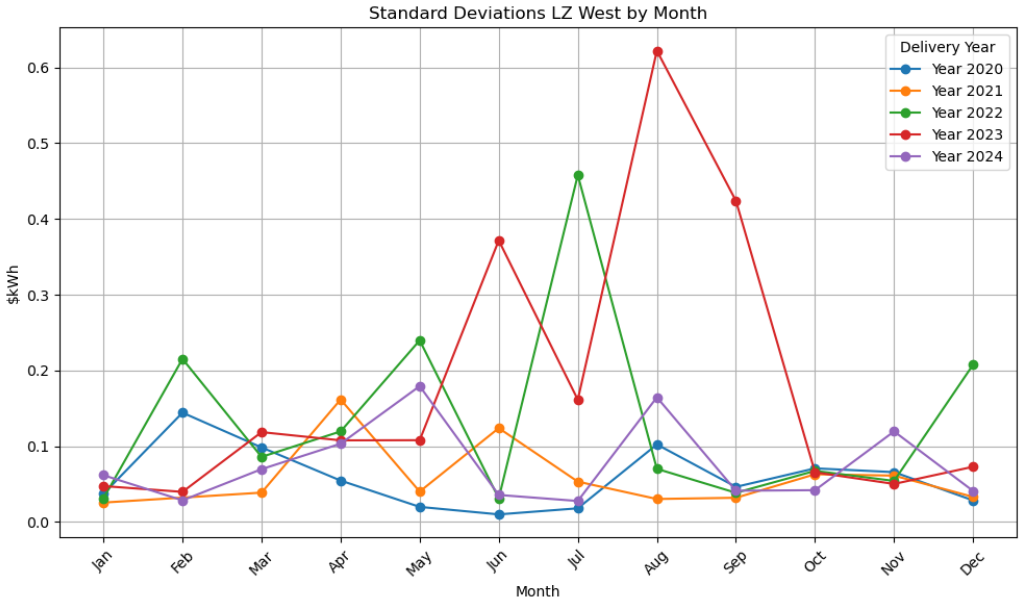 Standard Deviations LZ West by Month
$kWh
0.6
0.5
0.4
0.3
0.2
0.1
0.0
Delivery Year
Year 2020
Year 2021
Year 2022
Year 2023
Year 2024
Jan
Feb
Mar
Apr
May
Jun
Jul
Aug
Sep
Oct
Nov
Dec
Month